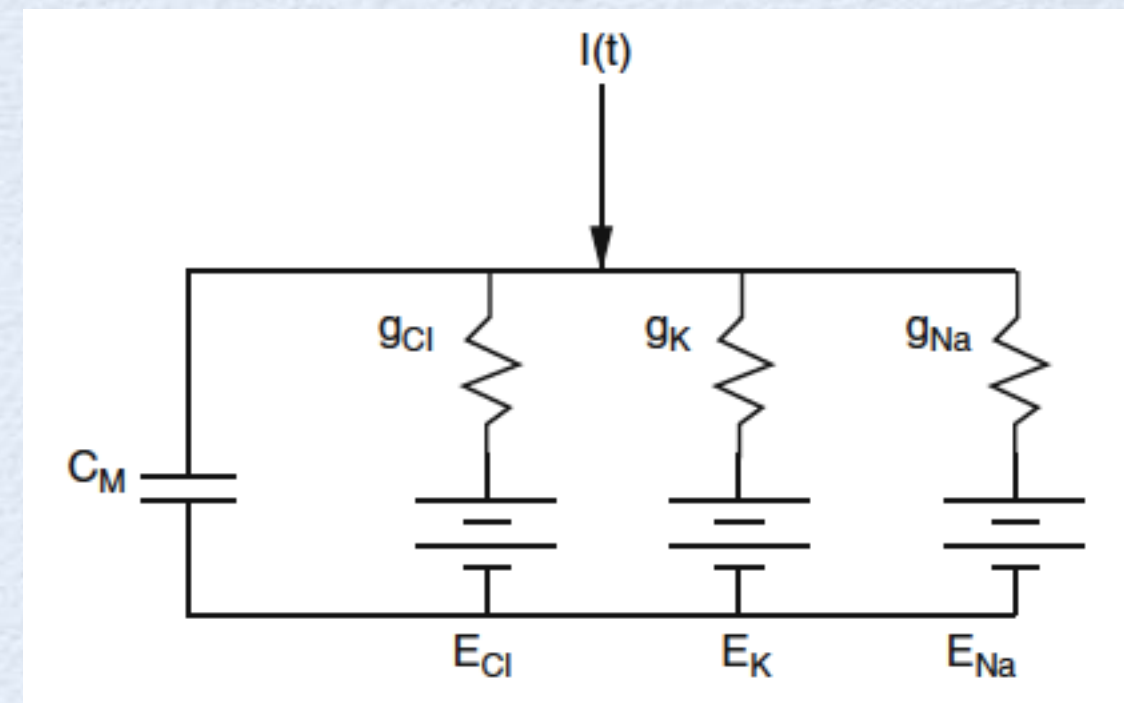 I(t)
g_Cl
g_K
g_Na
C_M
E_Cl
E_K
E_Na